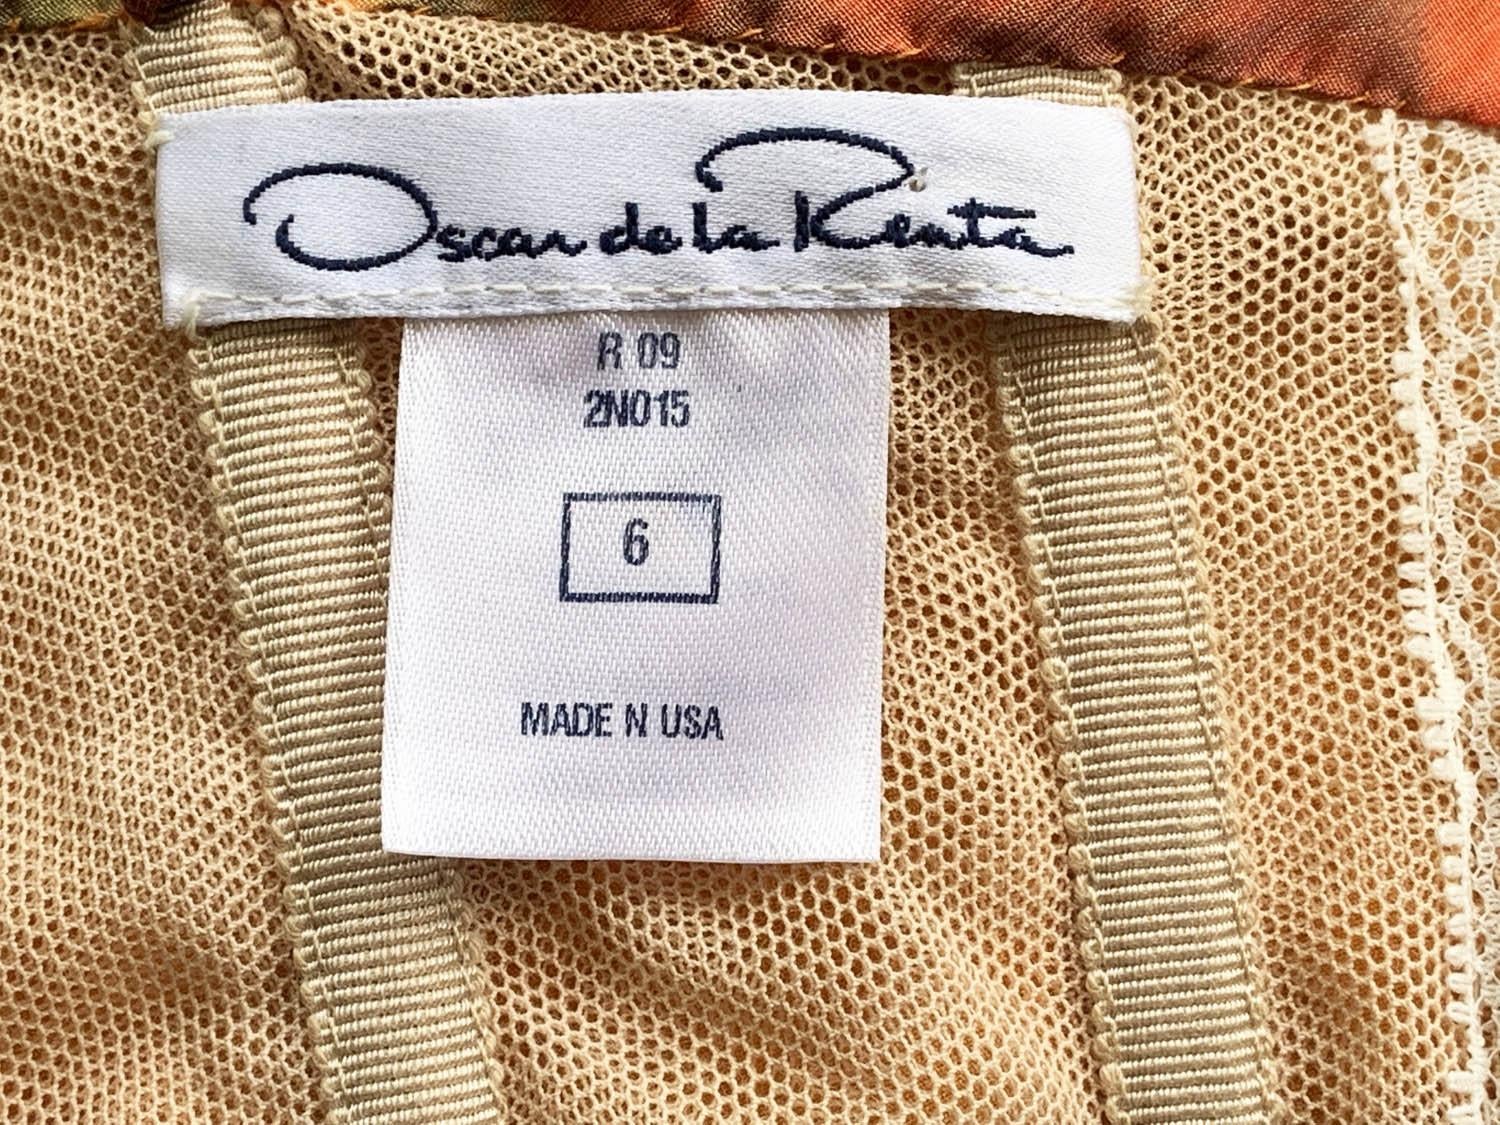 Oscar de la Renta
R 09
2N015
6
MADE N USA